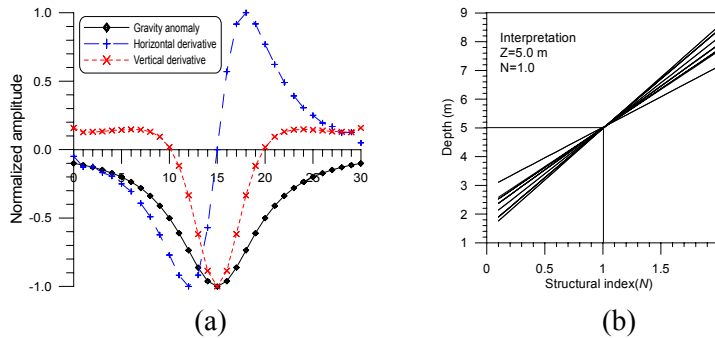 Gravity anomaly
Horizontal derivative
Vertical derivative
Normalized amplitude
1.0
0.5
0.0
-0.5
-1.0
0 5 10 15 20 25 30
(a)
Interpretation
Z=5.0 m
N=1.0
Depth (m)
9
8
7
6
5
4
3
2
1
0 0.5 1 1.5
Structural index(N)
(b)